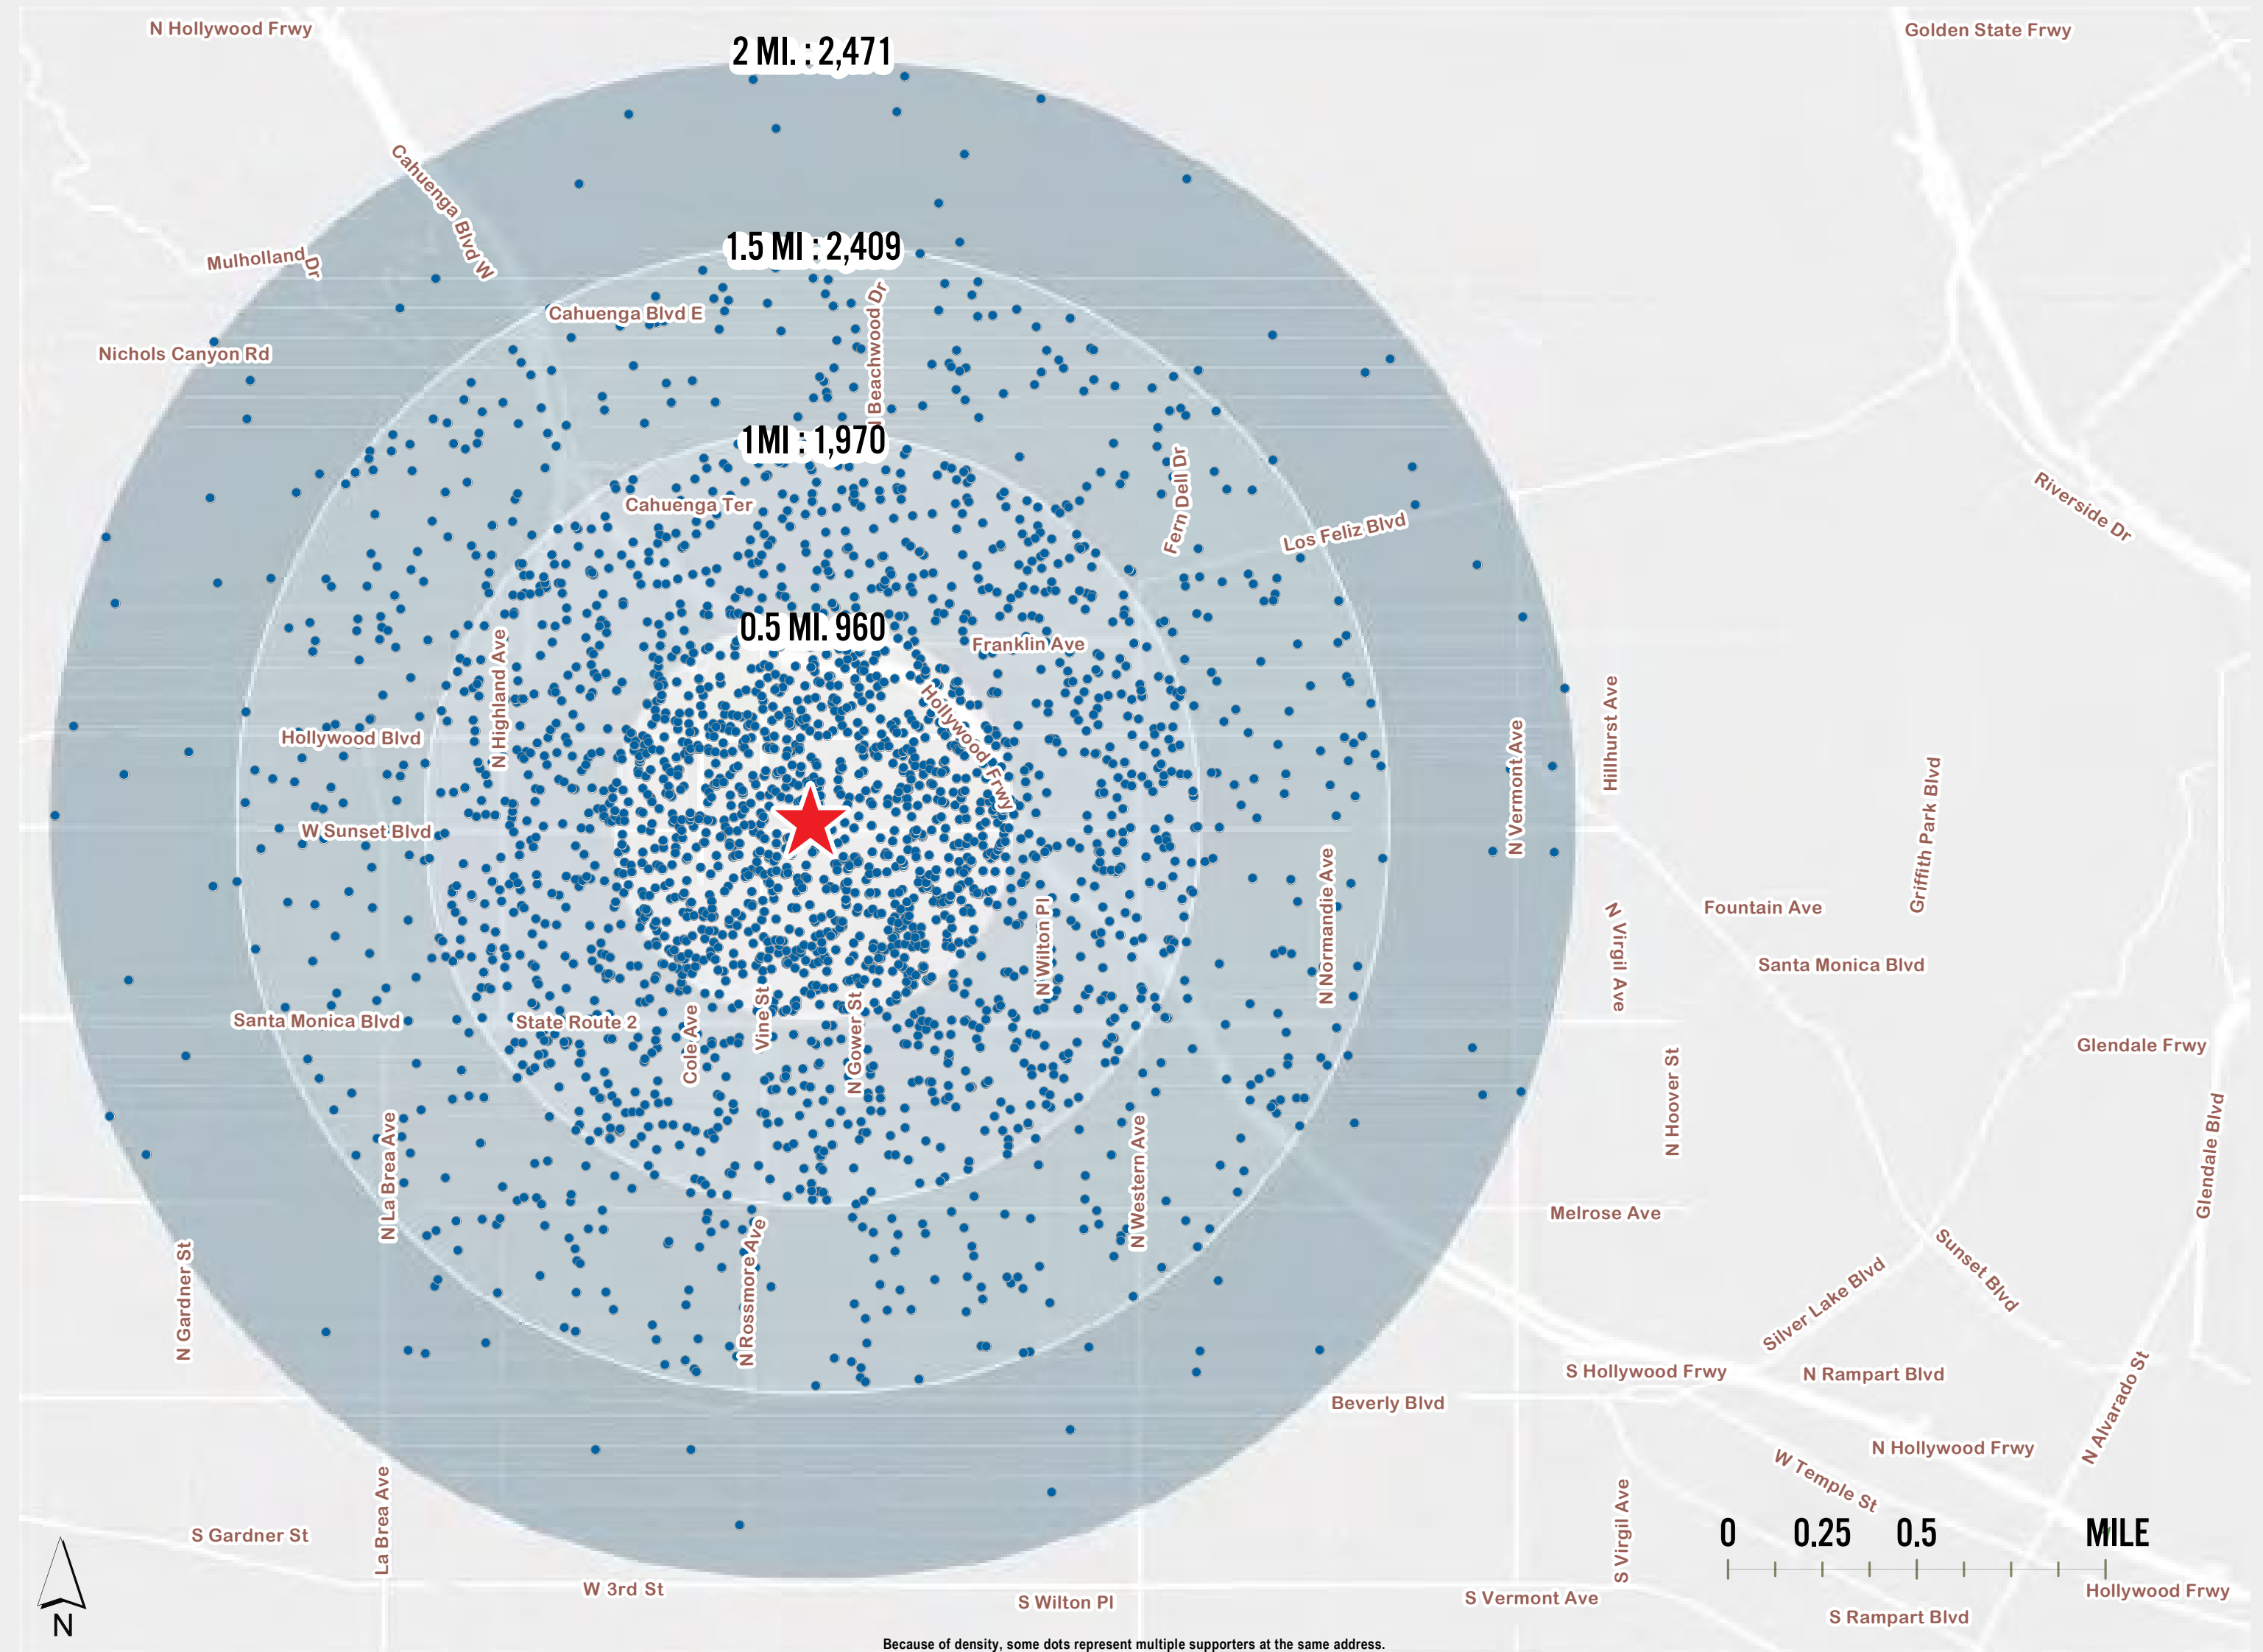 N Hollywood Frwy
Golden State Frwy
2 MI. : 2,471
Cahuenga Blvd W
1.5 MI : 2,409
Mulholland Dr
Cahuenga Blvd E
Beachwood Dr
Nichols Canyon Rd
1MI : 1,970
Cahuenga Ter
Fern Dell Dr
Los Feliz Blvd
Riverside Dr
0.5 MI. 960
Franklin Ave
N Highland Ave
Hollywood Frwy
Hillhurst Ave
Hollywood Blvd
N Vermont Ave
Griffith Park Blvd
W Sunset Blvd
N Normandie Ave
Fountain Ave
N Wilton Pl
N Virgil Ave
Santa Monica Blvd
Santa Monica Blvd
State Route 2
Cole Ave
Vine St
N Gower St
Glendale Frwy
N Hoover St
N La Brea Ave
N Western Ave
Glendale Blvd
Melrose Ave
N Gardner St
N Rossmore Ave
Silver Lake Blvd
Sunset Blvd
S Hollywood Frwy
N Rampart Blvd
Beverly Blvd
N Alvarado St
N Hollywood Frwy
W Temple St
La Brea Ave
S Gardner St
S Virgil Ave
0 0.25 0.5 MILE
W 3rd St
S Wilton Pl
S Vermont Ave
Hollywood Frwy
S Rampart Blvd
N
Because of density, some dots represent multiple supporters at the same address.